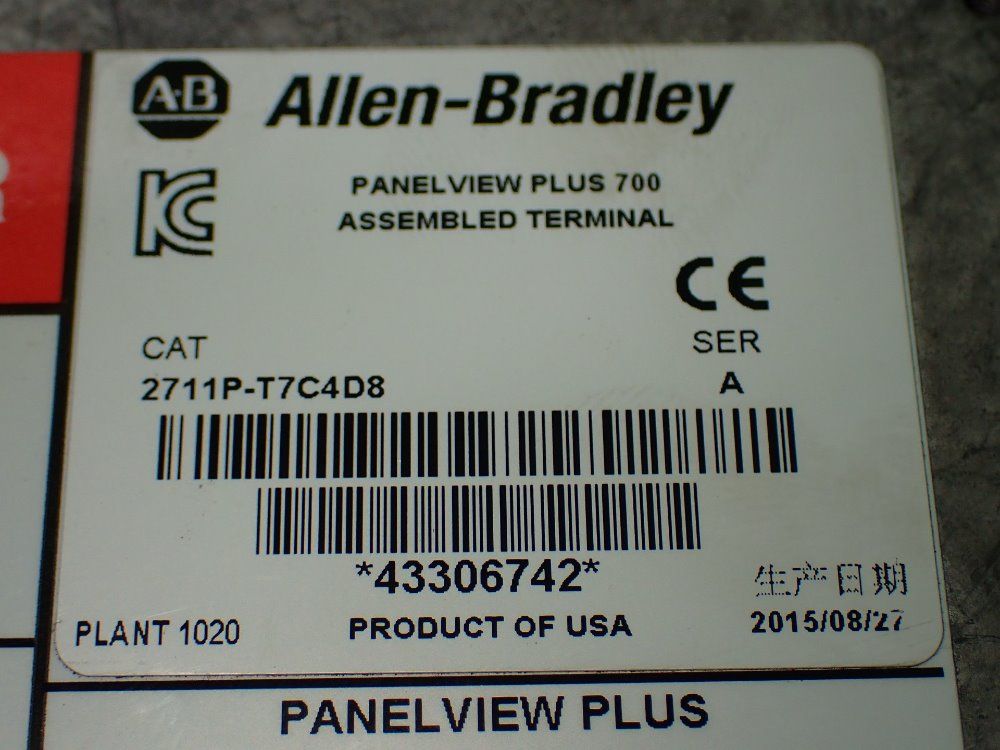 A·B Allen-Bradley
KC
PANELVIEW PLUS 700
ASSEMBLED TERMINAL
CE
CAT SER
2711P-T7C4D8 A
*43306742*
生产日期
PLANT 1020 PRODUCT OF USA 2015/08/27
PANELVIEW PLUS